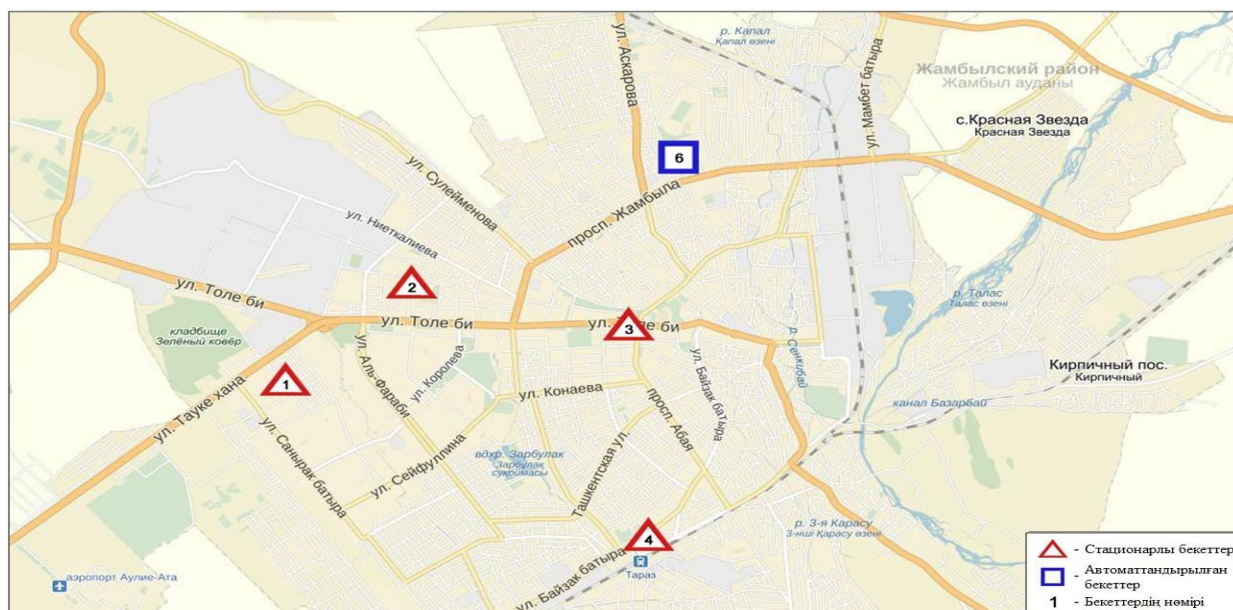 р. Капал
Қапал өзені
ул. Аскарова
ул. Мамбет батыра
Жамбылский район
Жамбыл ауданы
с.Красная Звезда
Красная Звезда
6
ул. Сулейменова
просп. Жамбыла
ул. Ниеткалиева
2
ул. Толе би
ул. Толе би
3
ул. Толе би
р. Талас
Талас өзені
кладбище
Зелёный ковёр
ул. Аль-Фараби
ул. Королева
ул. Байзак батыра
р. Сенкибай
Кирпичный пос.
Кирпичный
1
ул. Конаева
просп. Абая
канал Базарбай
ул. Тауке хана
ул. Санырак батыра
ул. Сейфуллина
вдхр. Зарбулак
Зарбұлақ
суқоймасы
Ташкентская ул.
4
р. 3-я Карасу
3-нші Қарасу өзені
Тараз
ул. Байзак батыра
аэропорт Аулие-Ата
- Стационарлы бекеттер
- Автоматтандырылған
бекеттер
1 - Бекеттердің нөмірі